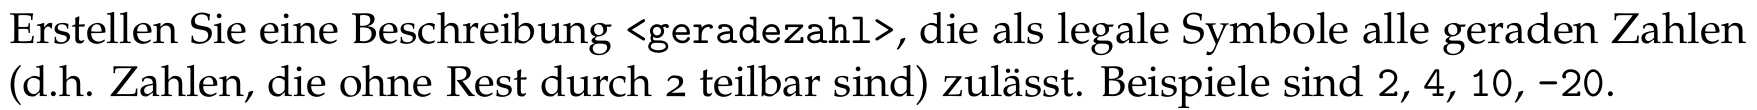 Erstellen Sie eine Beschreibung <geradezahl>, die als legale Symbole alle geraden Zahlen
(d.h. Zahlen, die ohne Rest durch 2 teilbar sind) zulässt. Beispiele sind 2, 4, 10, -20.